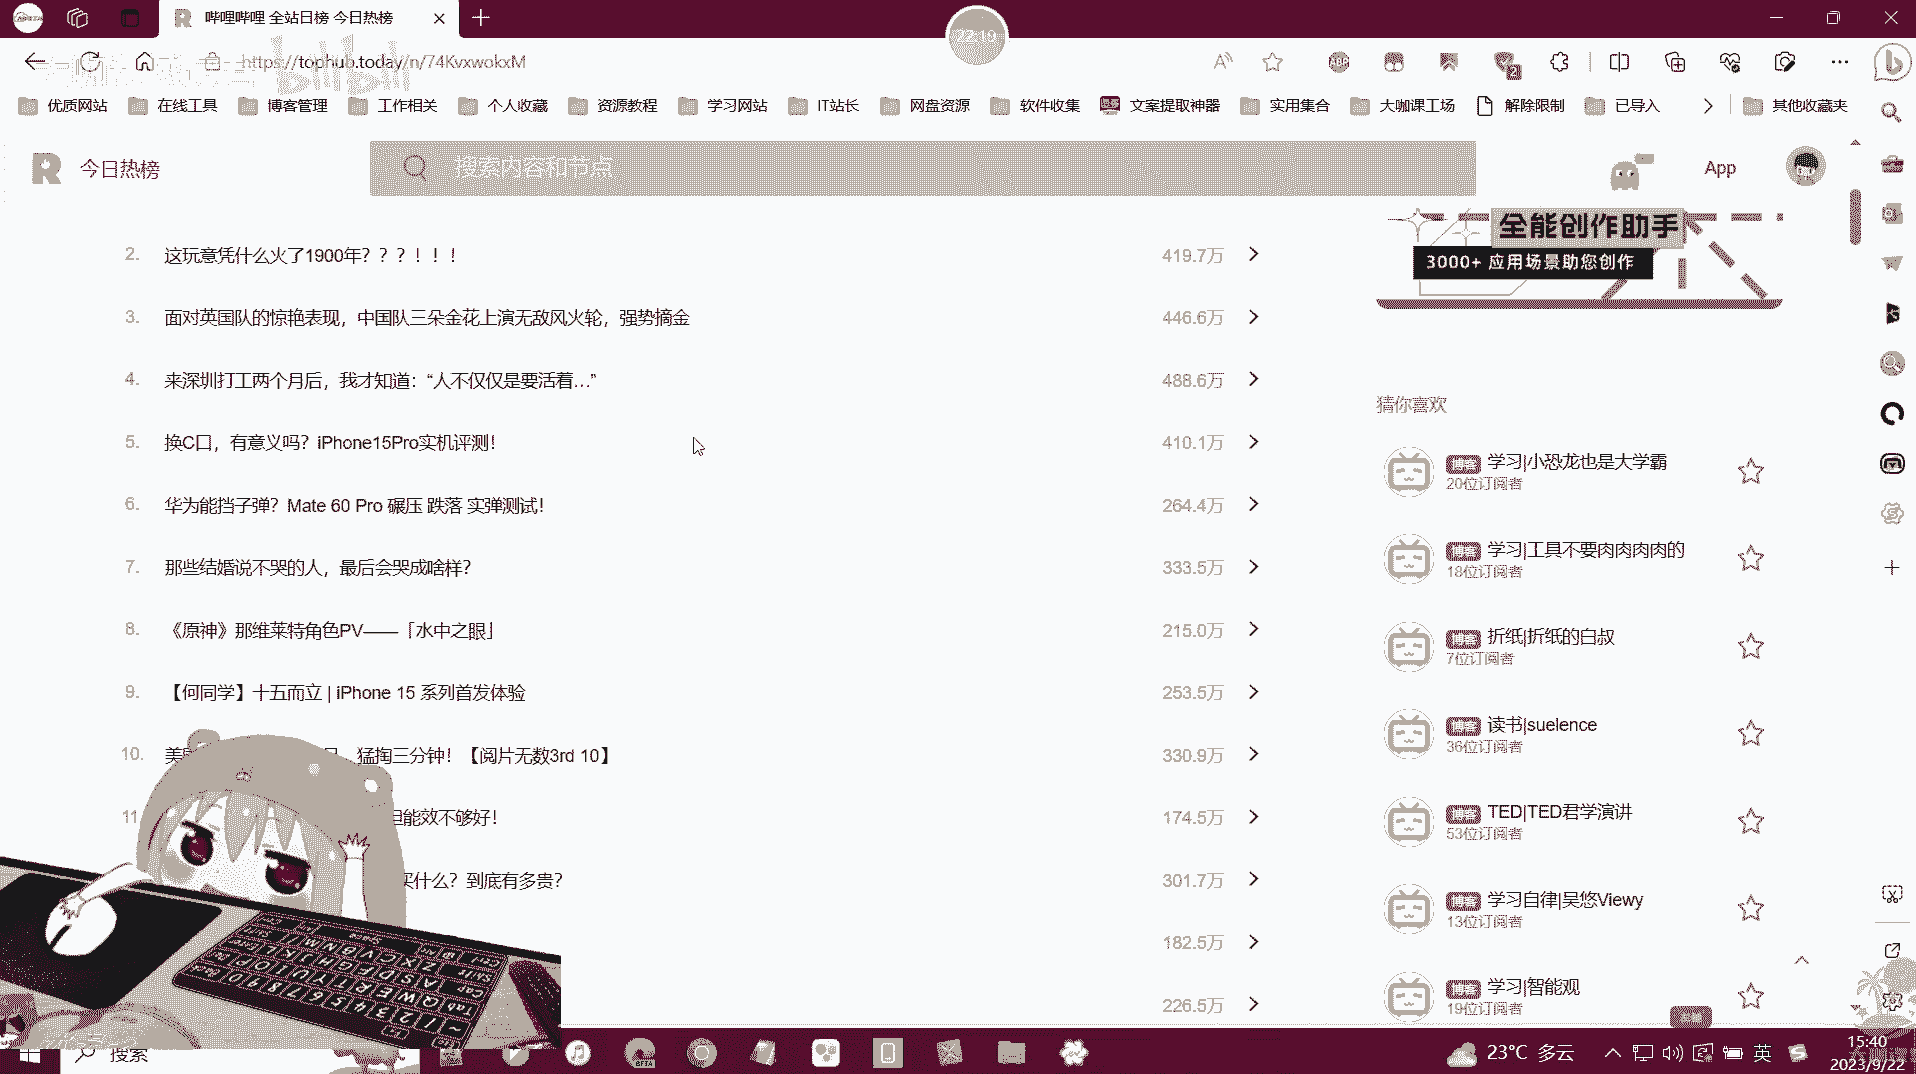 哔哩哔哩 全站日榜 今日热榜
22:19
https://tophub.today/n/74KvxwokxM
bilibili
优质网站 在线工具 博客管理 工作相关 个人收藏 资源教程 学习网站 IT站长 网盘资源 软件收集 文案提取神器 实用集合 大咖课工场 解除限制 已导入 其他收藏夹
今日热榜 搜索内容和节点 App
全能创作助手
3000+ 应用场景助您创作
2. 这玩意凭什么火了1900年？？？！！！ 419.7万
3. 面对英国队的惊艳表现，中国队三朵金花上演无敌风火轮，强势摘金 446.6万
4. 来深圳打工两个月后，我才知道：“人不仅仅是要活着...” 488.6万
5. 换C口，有意义吗？iPhone15Pro实机评测！ 410.1万
6. 华为能挡子弹？Mate 60 Pro 碾压 跌落 实弹测试！ 264.4万
7. 那些结婚说不哭的人，最后会哭成啥样？ 333.5万
8. 《原神》那维莱特角色PV——「水中之眼」 215.0万
9. 【何同学】十五而立 | iPhone 15 系列首发体验 253.5万
10. 美 猛掏三分钟！【阅片无数3rd 10】 330.9万
11 但能效不够好！ 174.5万
买什么？到底有多贵？ 301.7万
182.5万
226.5万
猜你喜欢
博客 学习|小恐龙也是大学霸
20位订阅者
博客 学习|工具不要肉肉肉肉的
18位订阅者
博客 折纸|折纸的白叔
7位订阅者
博客 读书|suelence
36位订阅者
博客 TED|TED君学演讲
53位订阅者
博客 学习自律|吴悠Viewy
13位订阅者
博客 学习|智能观
19位订阅者
搜索
23°C 多云 英
15:40
2023/9/22